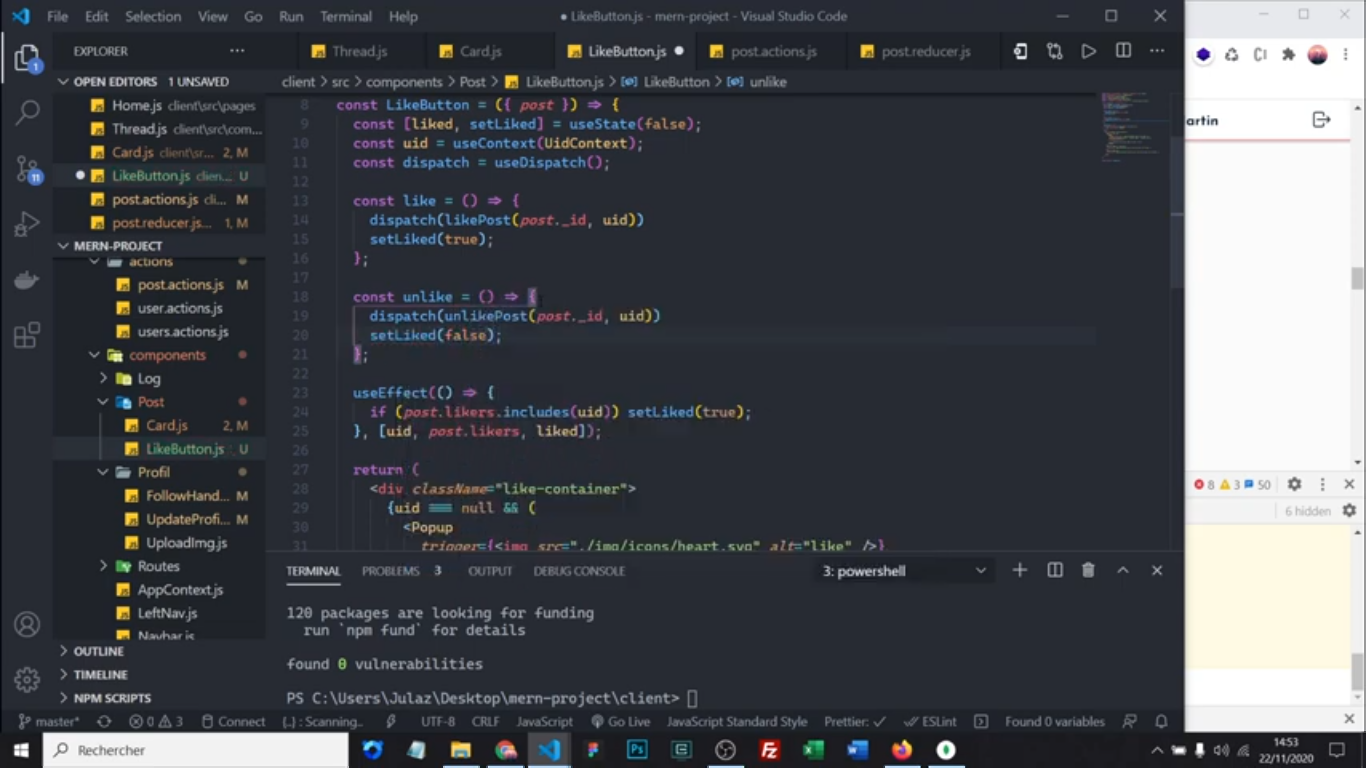 File Edit Selection View Go Run Terminal Help ● LikeButton.js - mern-project - Visual Studio Code
EXPLORER ···
Thread.js Card.js LikeButton.js post.actions.js post.reducer.js
OPEN EDITORS 1 UNSAVED
client > src > components > Post > LikeButton.js > LikeButton > unlike
Home.js client\src\pages
Thread.js client\src\com...
Card.js client\sr... 2, M
LikeButton.js clien... U
post.actions.js cli... M
post.reducer.js... 1, M
MERN-PROJECT
actions
post.actions.js M
user.actions.js
users.actions.js
components
Log
Post
Card.js 2, M
LikeButton.js U
Profil
FollowHand... M
UpdateProfi... M
UploadImg.js
Routes
AppContext.js
LeftNav.js
Navbar.js
OUTLINE
TIMELINE
NPM SCRIPTS
8 const LikeButton = ({ post }) => {
9 const [liked, setLiked] = useState(false);
10 const uid = useContext(UidContext);
11 const dispatch = useDispatch();
12
13 const like = () => {
14 dispatch(likePost(post._id, uid))
15 setLiked(true);
16 };
17
18 const unlike = () => {
19 dispatch(unlikePost(post._id, uid))
20 setLiked(false);
21 };
22
23 useEffect(() => {
24 if (post.likers.includes(uid)) setLiked(true);
25 }, [uid, post.likers, liked]);
26
27 return (
28 <div className="like-container">
29 {uid === null && (
30 <Popup
31 trigger={<img src="./img/icons/heart.svg" alt="like" />}
TERMINAL PROBLEMS 3 OUTPUT DEBUG CONSOLE 3: powershell
120 packages are looking for funding
run `npm fund` for details
found 0 vulnerabilities
PS C:\Users\Julaz\Desktop\mern-project\client>
artin
8 3 50
6 hidden
1
11
master* 0 3 Connect {..} : Scanning.. UTF-8 CRLF JavaScript Go Live JavaScript Standard Style Prettier: ✓ ESLint Found 0 variables
Rechercher
14:53
22/11/2020